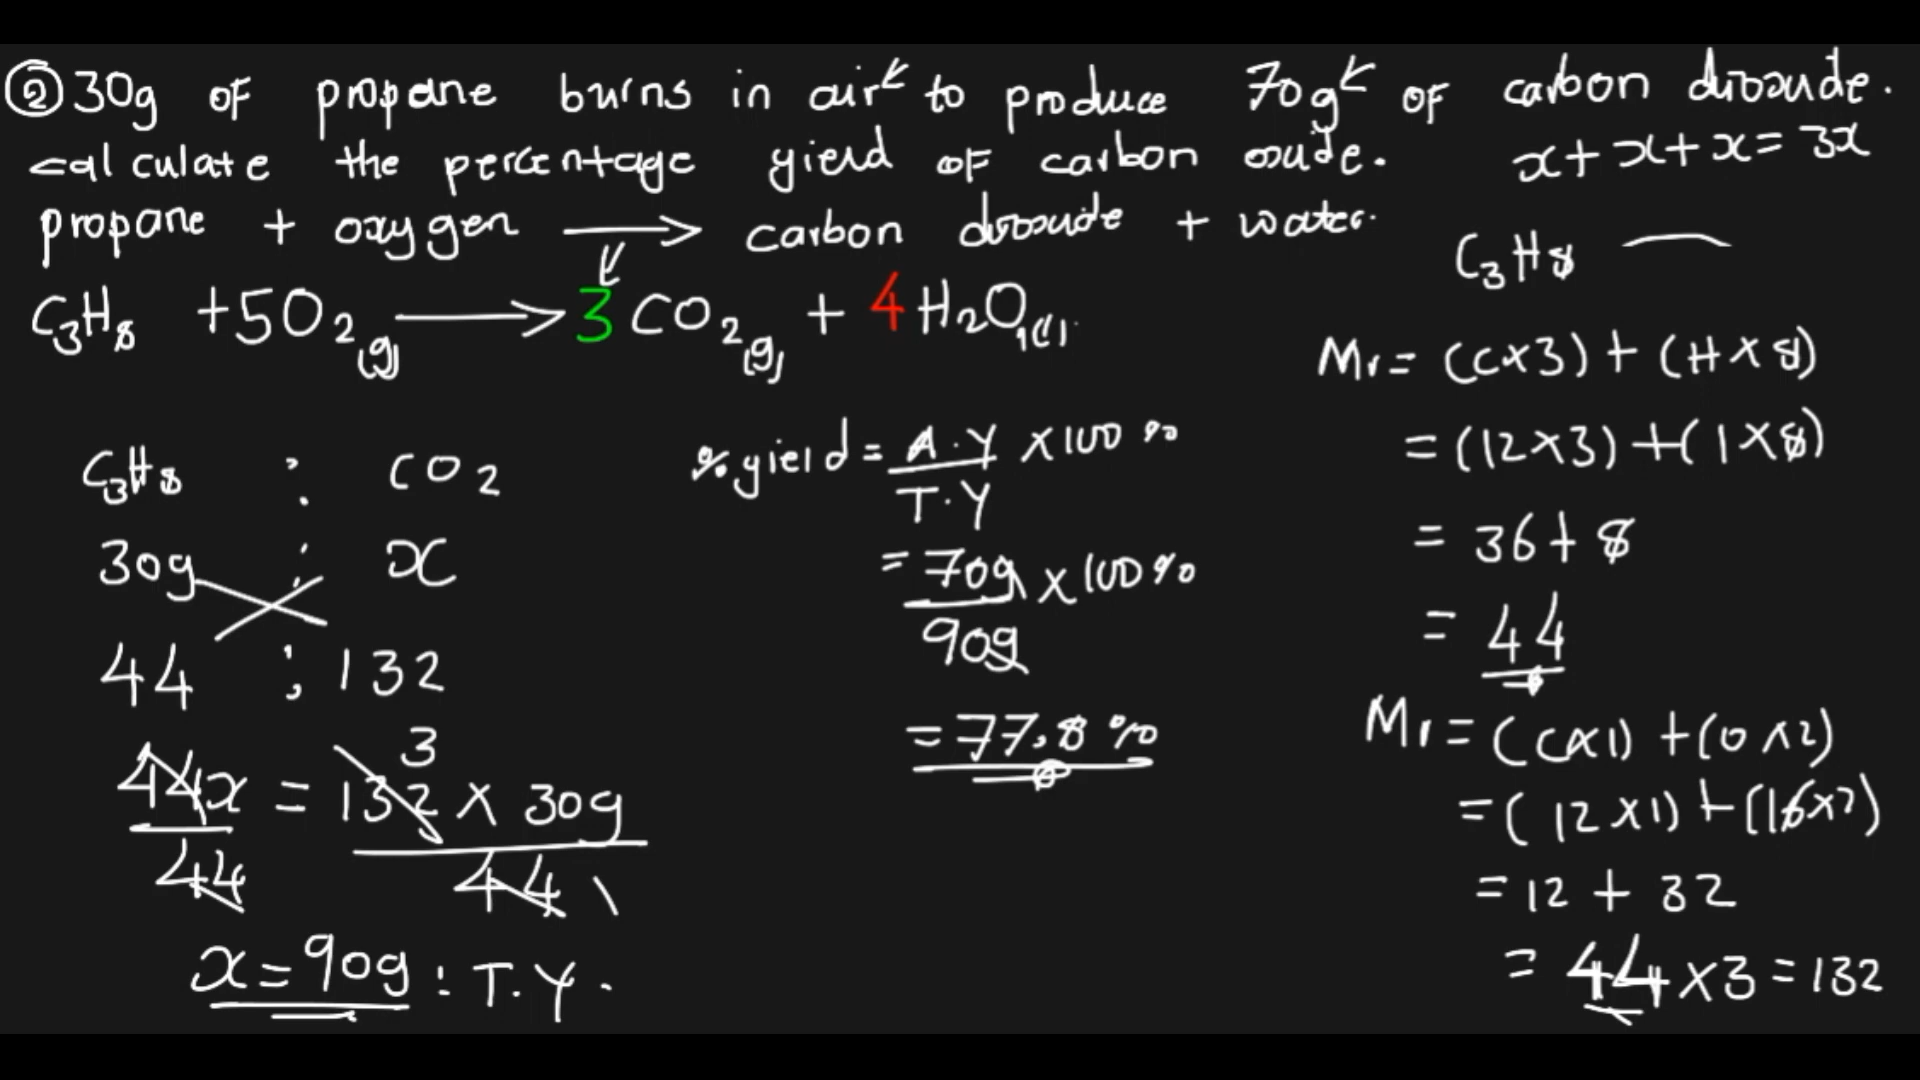 ② 30g of propane burns in air to produce 70g of carbon dioxide.
calculate the percentage yield of carbon oxide.
x + x + x = 3x
propane + oxygen → carbon dioxide + water.
C₃H₈ + 5O₂(g) → 3CO₂(g) + 4H₂O(l)
C₃H₈ : CO₂
30g : x
44 : 132
3
44x = 132 × 30g
44 44 1
x = 90g : T.Y.
% yield = A.Y × 100 %
T.Y
= 70g × 100 %
90g
= 77.8 %
C₃H₈
Mr = (C×3) + (H×8)
= (12×3) + (1×8)
= 36 + 8
= 44
Mr = (C×1) + (O×2)
= (12×1) + (16×2)
= 12 + 32
= 44 × 3 = 132